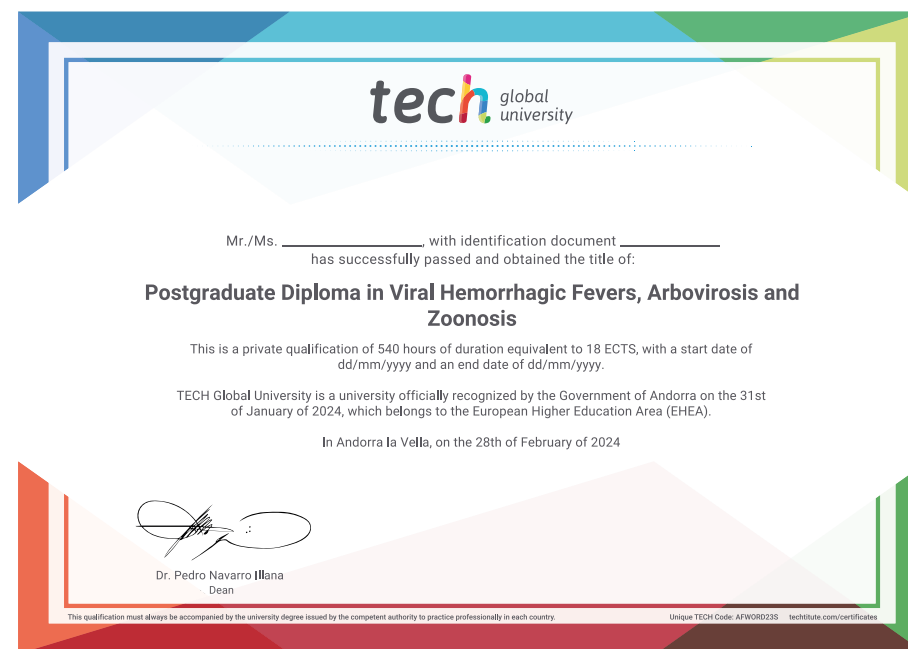 tech global university
Mr./Ms. ____________________, with identification document ______________
has successfully passed and obtained the title of:
Postgraduate Diploma in Viral Hemorrhagic Fevers, Arbovirosis and
Zoonosis
This is a private qualification of 540 hours of duration equivalent to 18 ECTS, with a start date of
dd/mm/yyyy and an end date of dd/mm/yyyy.
TECH Global University is a university officially recognized by the Government of Andorra on the 31st
of January of 2024, which belongs to the European Higher Education Area (EHEA).
In Andorra la Vella, on the 28th of February of 2024
Dr. Pedro Navarro Illana
Dean
This qualification must always be accompanied by the university degree issued by the competent authority to practice professionally in each country. Unique TECH Code: AFWORD23S techtitute.com/certificates